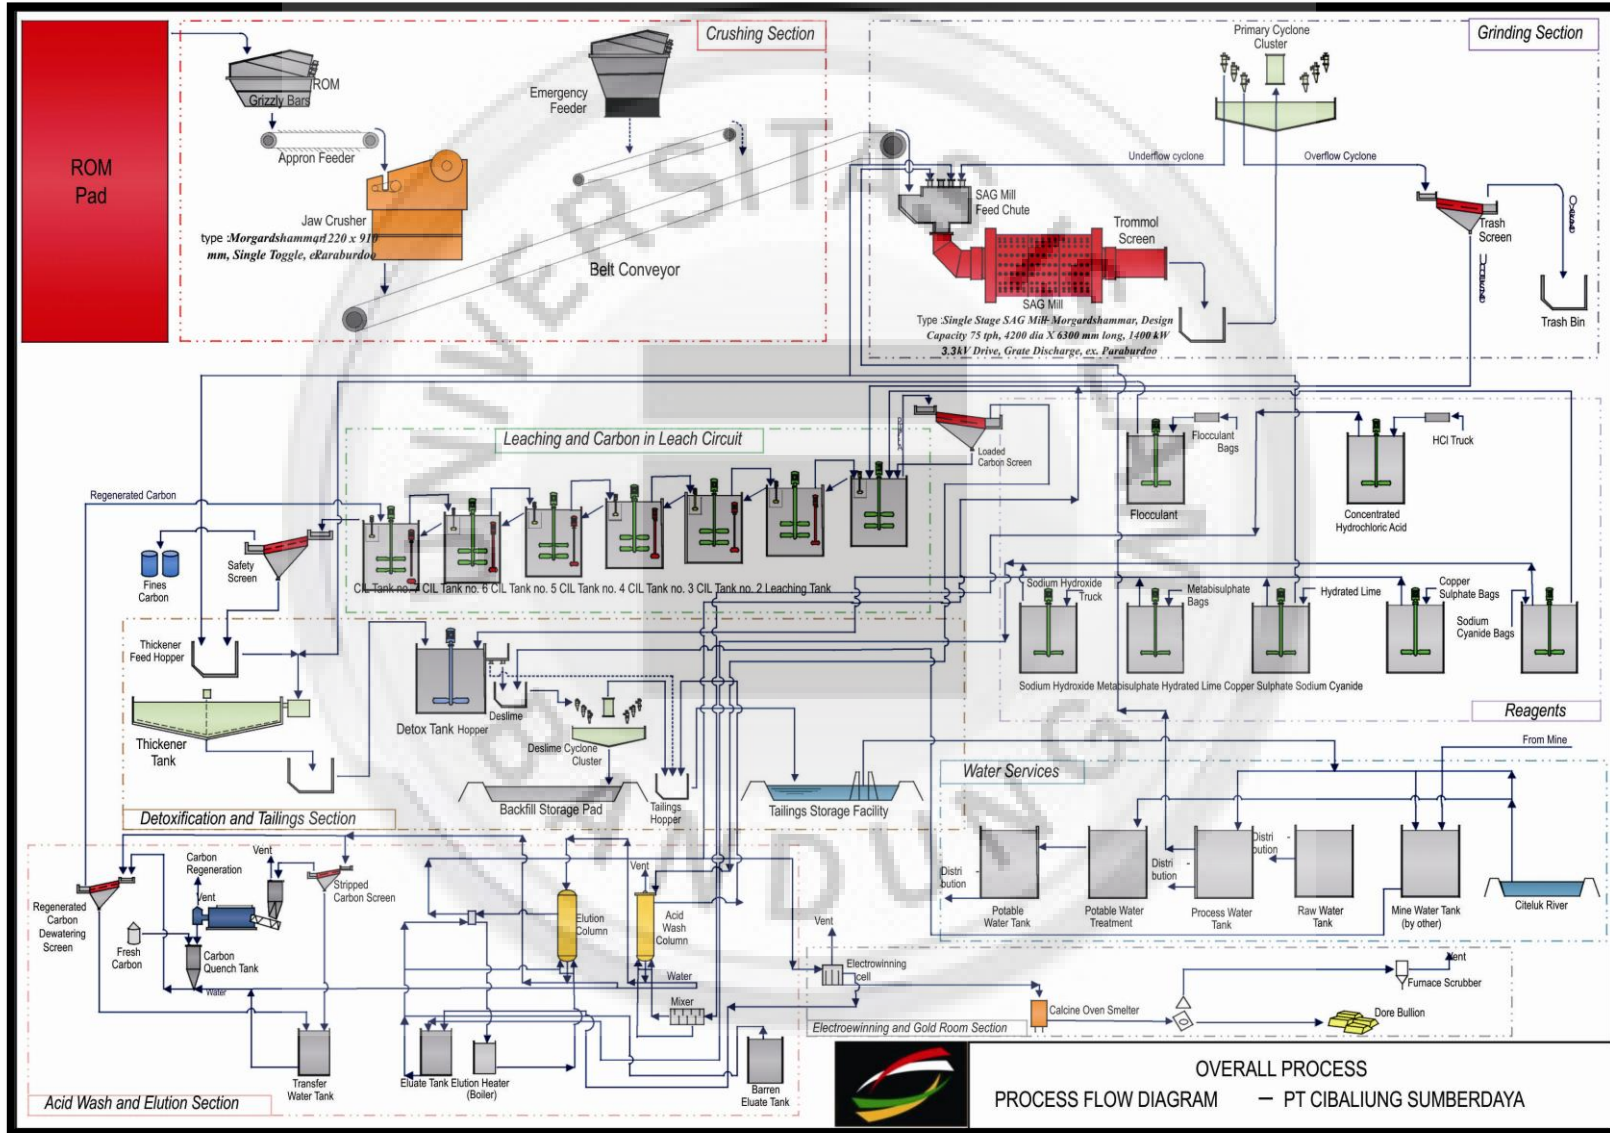 Crushing Section
Grinding Section
ROM
Pad
ROM
Grizzly Bars
Appron Feeder
Jaw Crusher
type :Morgardshammar1220 x 910
mm, Single Toggle, eRaraburdoo
Emergency
Feeder
Belt Conveyor
Primary Cyclone
Cluster
Underflow cyclone
Overflow Cyclone
SAG Mill
Feed Chute
Trommol
Screen
SAG Mill
Type :Single Stage SAG Mill- Morgardshammar, Design
Capacity 75 tph, 4200 dia X 6300 mm long, 1400 kW
3.3kV Drive, Grate Discharge, ex. Paraburdoo
Trash
Screen
Trash Bin
Leaching and Carbon in Leach Circuit
Loaded
Carbon Screen
Regenerated Carbon
Safety
Screen
Fines
Carbon
CIL Tank no. 7 CIL Tank no. 6 CIL Tank no. 5 CIL Tank no. 4 CIL Tank no. 3 CIL Tank no. 2 Leaching Tank
Flocculant
Bags
Flocculant
HCl Truck
Concentrated
Hydrochloric Acid
Sodium Hydroxide
Truck
Metabisulphate
Bags
Hydrated Lime
Copper
Sulphate Bags
Sodium
Cyanide Bags
Sodium Hydroxide Metabisulphate Hydrated Lime Copper Sulphate Sodium Cyanide
Reagents
Thickener
Feed Hopper
Thickener
Tank
Detox Tank Hopper
Deslime
Deslime Cyclone
Cluster
Backfill Storage Pad
Tailings
Hopper
Tailings Storage Facility
Detoxification and Tailings Section
Water Services
From Mine
Distri -
bution
Distri -
bution
Distri -
bution
Potable
Water Tank
Potable Water
Treatment
Process Water
Tank
Raw Water
Tank
Mine Water Tank
(by other)
Citeluk River
Carbon
Regeneration
Vent
Vent
Stripped
Carbon Screen
Regenerated
Carbon
Dewatering
Screen
Fresh
Carbon
Carbon
Quench Tank
Water
Elution
Column
Vent
Acid
Wash
Column
Water
Mixer
Transfer
Water Tank
Eluate Tank Elution Heater
(Boiler)
Barren
Eluate Tank
Acid Wash and Elution Section
Vent
Electrowinning
cell
Calcine Oven Smelter
Vent
Furnace Scrubber
Dore Bullion
Electroewinning and Gold Room Section
OVERALL PROCESS
PROCESS FLOW DIAGRAM – PT CIBALIUNG SUMBERDAYA
UNIVERSITAS ISLAM BANDUNG